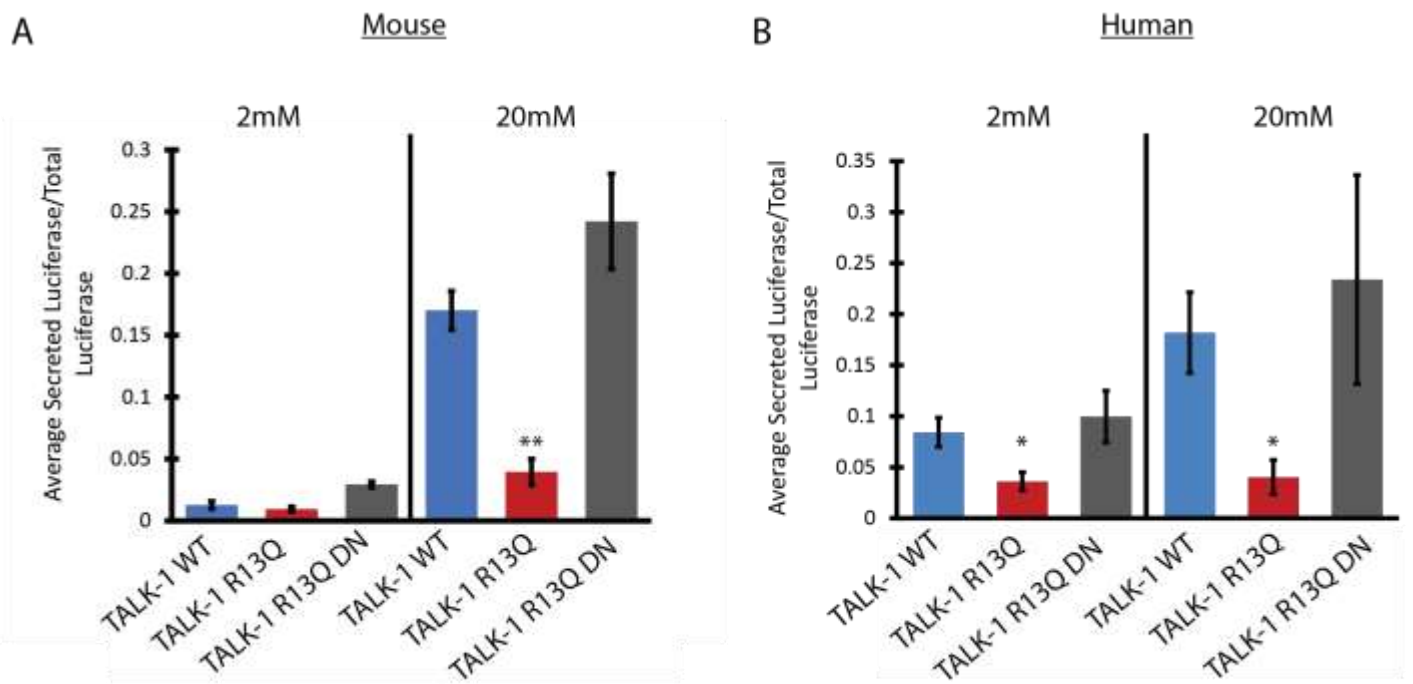 A
Mouse
2mM
20mM
Average Secreted Luciferase/Total
Luciferase
0.3
0.25
0.2
0.15
0.1
0.05
0
**
TALK-1 WT
TALK-1 R13Q
TALK-1 R13Q DN
TALK-1 WT
TALK-1 R13Q
TALK-1 R13Q DN
B
Human
2mM
20mM
Average Secreted Luciferase/Total
Luciferase
0.35
0.3
0.25
0.2
0.15
0.1
0.05
0
*
*
TALK-1 WT
TALK-1 R13Q
TALK-1 R13Q DN
TALK-1 WT
TALK-1 R13Q
TALK-1 R13Q DN